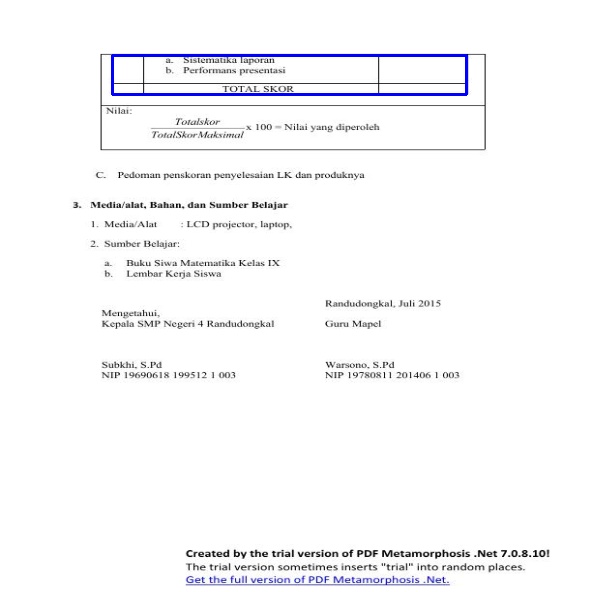 a. Sistematika laporan
b. Performans presentasi
TOTAL SKOR
Nilai:
Totalskor
TotalSkorMaksimal
x 100 = Nilai yang diperoleh
C. Pedoman penskoran penyelesaian LK dan produknya
3. Media/alat, Bahan, dan Sumber Belajar
1. Media/Alat : LCD projector, laptop,
2. Sumber Belajar:
a. Buku Siwa Matematika Kelas IX
b. Lembar Kerja Siswa
Randudongkal, Juli 2015
Mengetahui,
Kepala SMP Negeri 4 Randudongkal Guru Mapel
Subkhi, S.Pd Warsono, S.Pd
NIP 19690618 199512 1 003 NIP 19780811 201406 1 003
Created by the trial version of PDF Metamorphosis .Net 7.0.8.10!
The trial version sometimes inserts "trial" into random places.
Get the full version of PDF Metamorphosis .Net.